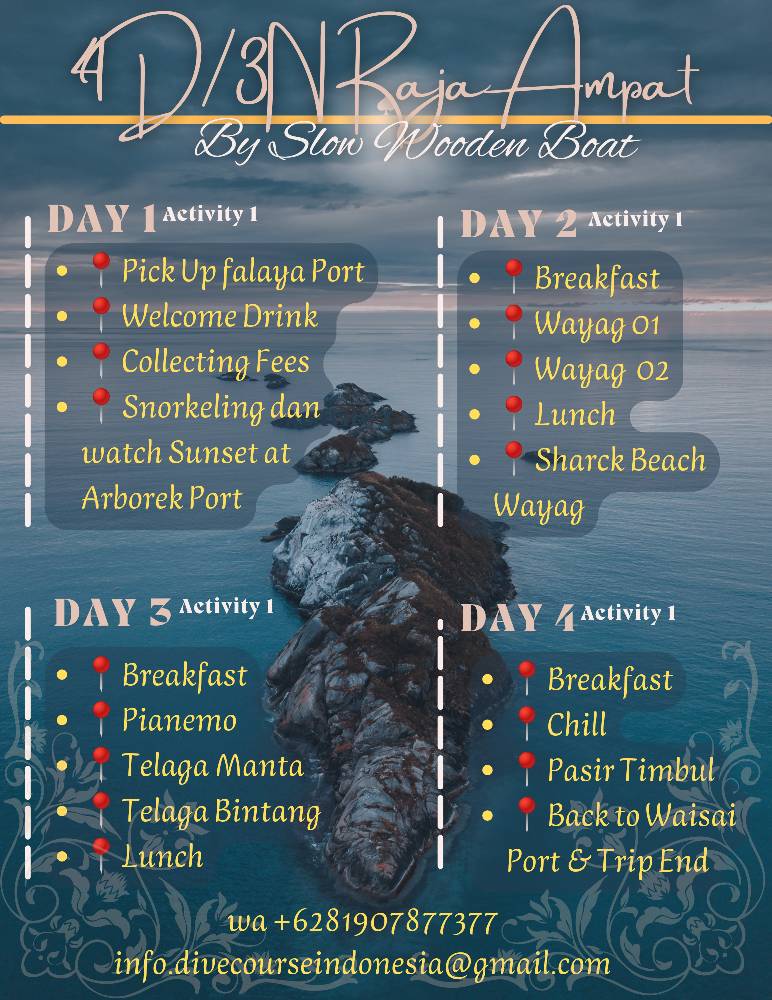 4D/3N Raja Ampat
By Slow Wooden Boat
DAY 1 Activity 1
Pick Up falaya Port
Welcome Drink
Collecting Fees
Snorkeling dan
watch Sunset at
Arborek Port
DAY 2 Activity 1
Breakfast
Wayag 01
Wayag 02
Lunch
Sharck Beach
Wayag
DAY 3 Activity 1
Breakfast
Pianemo
Telaga Manta
Telaga Bintang
Lunch
DAY 4 Activity 1
Breakfast
Chill
Pasir Timbul
Back to Waisai
Port & Trip End
wa +6281907877377
info.divecourseindonesia@gmail.com